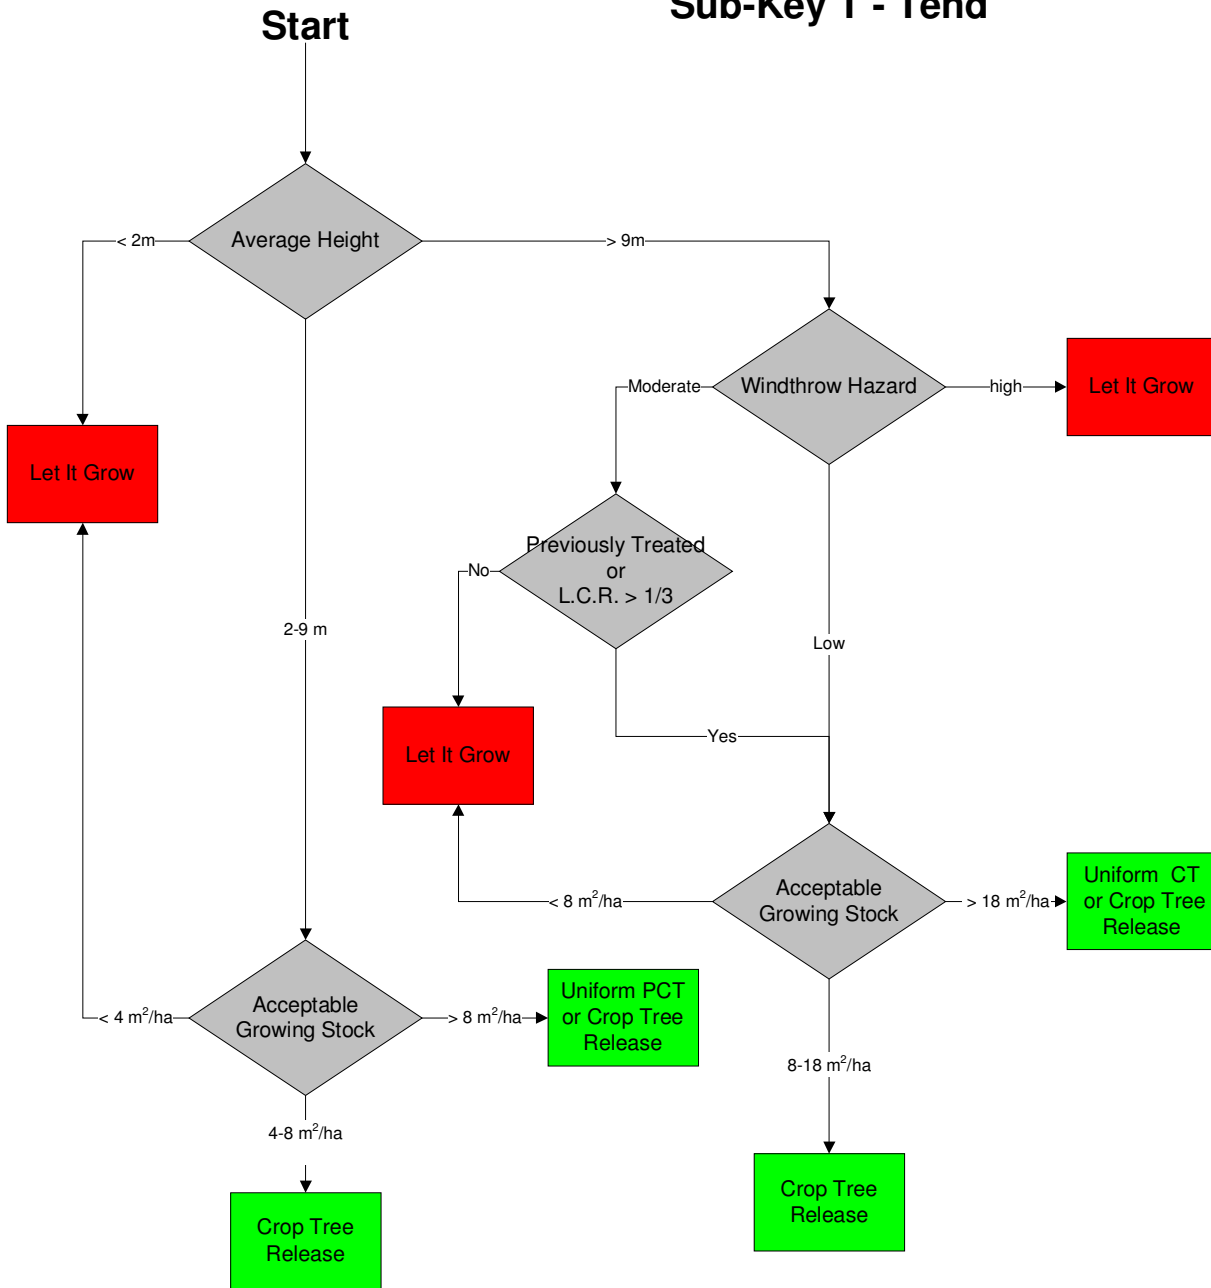 Sub-Key 1 - Tend
Start
< 2m
Average Height
> 9m
Moderate
Windthrow Hazard
high
Let It Grow
Let It Grow
Previously Treated
or
L.C.R. > 1/3
No
2-9 m
Low
Yes
Let It Grow
< 8 m²/ha
Acceptable
Growing Stock
> 18 m²/ha
Uniform CT
or Crop Tree
Release
< 4 m²/ha
Acceptable
Growing Stock
> 8 m²/ha
Uniform PCT
or Crop Tree
Release
8-18 m²/ha
4-8 m²/ha
Crop Tree
Release
Crop Tree
Release